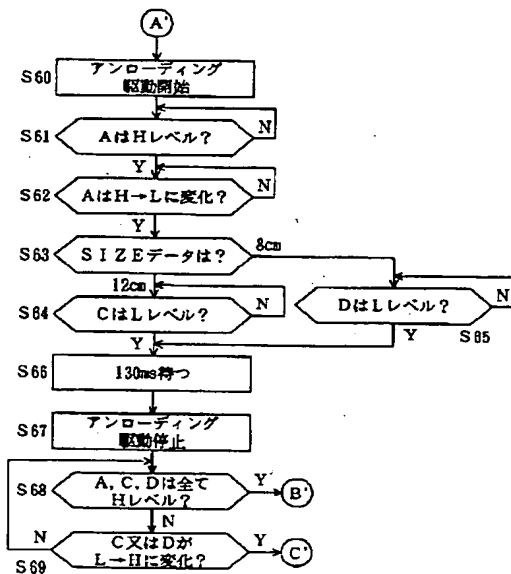 A'
S60
アンローディング
駆動開始
S61
AはHレベル?
N
Y
S62
AはH→Lに変化?
N
Y
S63
SIZEデータは?
8cm
12cm
S64
CはLレベル?
N
Y
DはLレベル?
N
Y
S65
S66
130ms待つ
S67
アンローディング
駆動停止
S68
A,C,Dは全て
Hレベル?
Y
B'
N
N
S69
C又はDが
L→Hに変化?
Y
C'